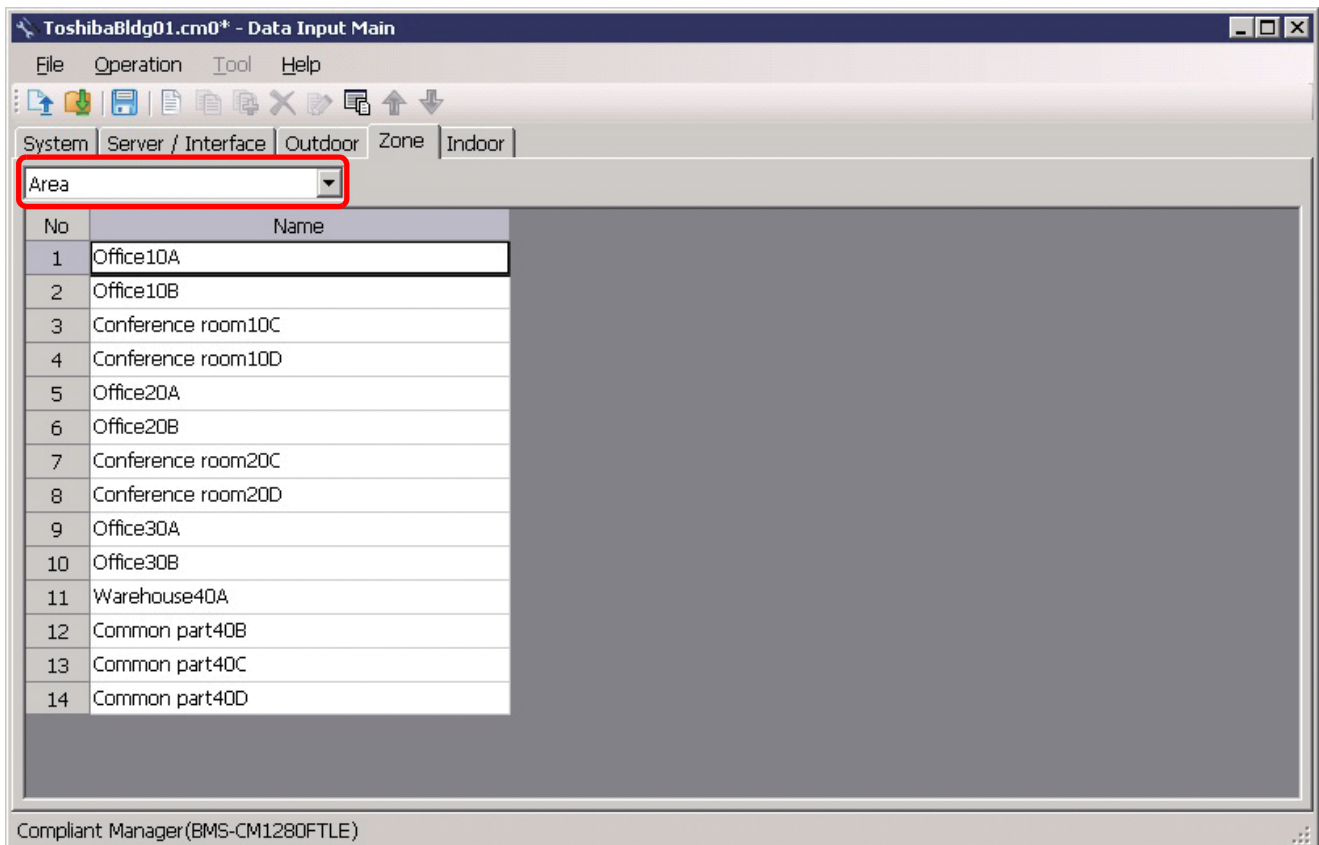 ToshibaBldg01.cm0* - Data Input Main
File Operation Tool Help
System Server / Interface Outdoor Zone Indoor
Area
No Name
1 Office10A
2 Office10B
3 Conference room10C
4 Conference room10D
5 Office20A
6 Office20B
7 Conference room20C
8 Conference room20D
9 Office30A
10 Office30B
11 Warehouse40A
12 Common part40B
13 Common part40C
14 Common part40D
Compliant Manager(BMS-CM1280FTLE)